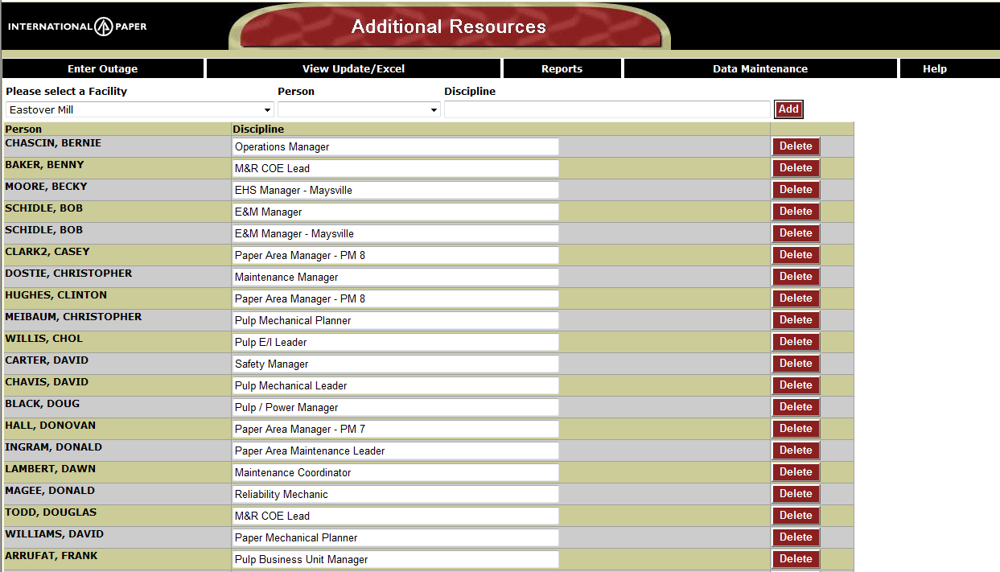 INTERNATIONAL PAPER
Additional Resources
Enter Outage View Update/Excel Reports Data Maintenance Help
Please select a Facility Person Discipline
Eastover Mill Add
Person Discipline
CHASCIN, BERNIE Operations Manager Delete
BAKER, BENNY M&R COE Lead Delete
MOORE, BECKY EHS Manager - Maysville Delete
SCHIDLE, BOB E&M Manager Delete
SCHIDLE, BOB E&M Manager - Maysville Delete
CLARK2, CASEY Paper Area Manager - PM 8 Delete
DOSTIE, CHRISTOPHER Maintenance Manager Delete
HUGHES, CLINTON Paper Area Manager - PM 8 Delete
MEIBAUM, CHRISTOPHER Pulp Mechanical Planner Delete
WILLIS, CHOL Pulp E/I Leader Delete
CARTER, DAVID Safety Manager Delete
CHAVIS, DAVID Pulp Mechanical Leader Delete
BLACK, DOUG Pulp / Power Manager Delete
HALL, DONOVAN Paper Area Manager - PM 7 Delete
INGRAM, DONALD Paper Area Maintenance Leader Delete
LAMBERT, DAWN Maintenance Coordinator Delete
MAGEE, DONALD Reliability Mechanic Delete
TODD, DOUGLAS M&R COE Lead Delete
WILLIAMS, DAVID Paper Mechanical Planner Delete
ARRUFAT, FRANK Pulp Business Unit Manager Delete